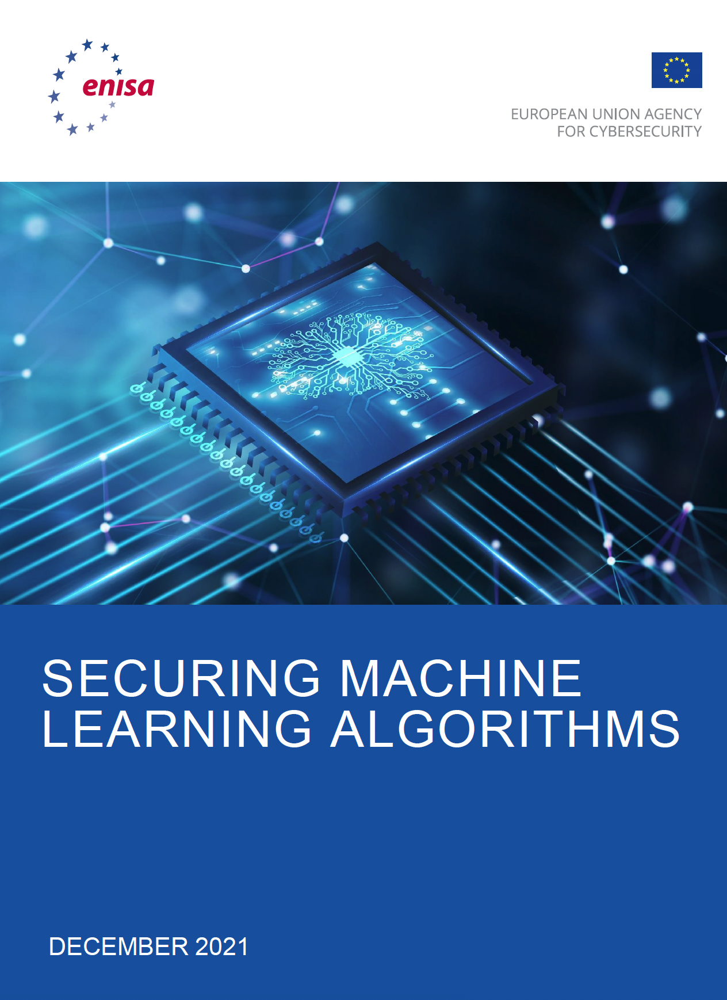 enisa
EUROPEAN UNION AGENCY
FOR CYBERSECURITY
SECURING MACHINE
LEARNING ALGORITHMS
DECEMBER 2021